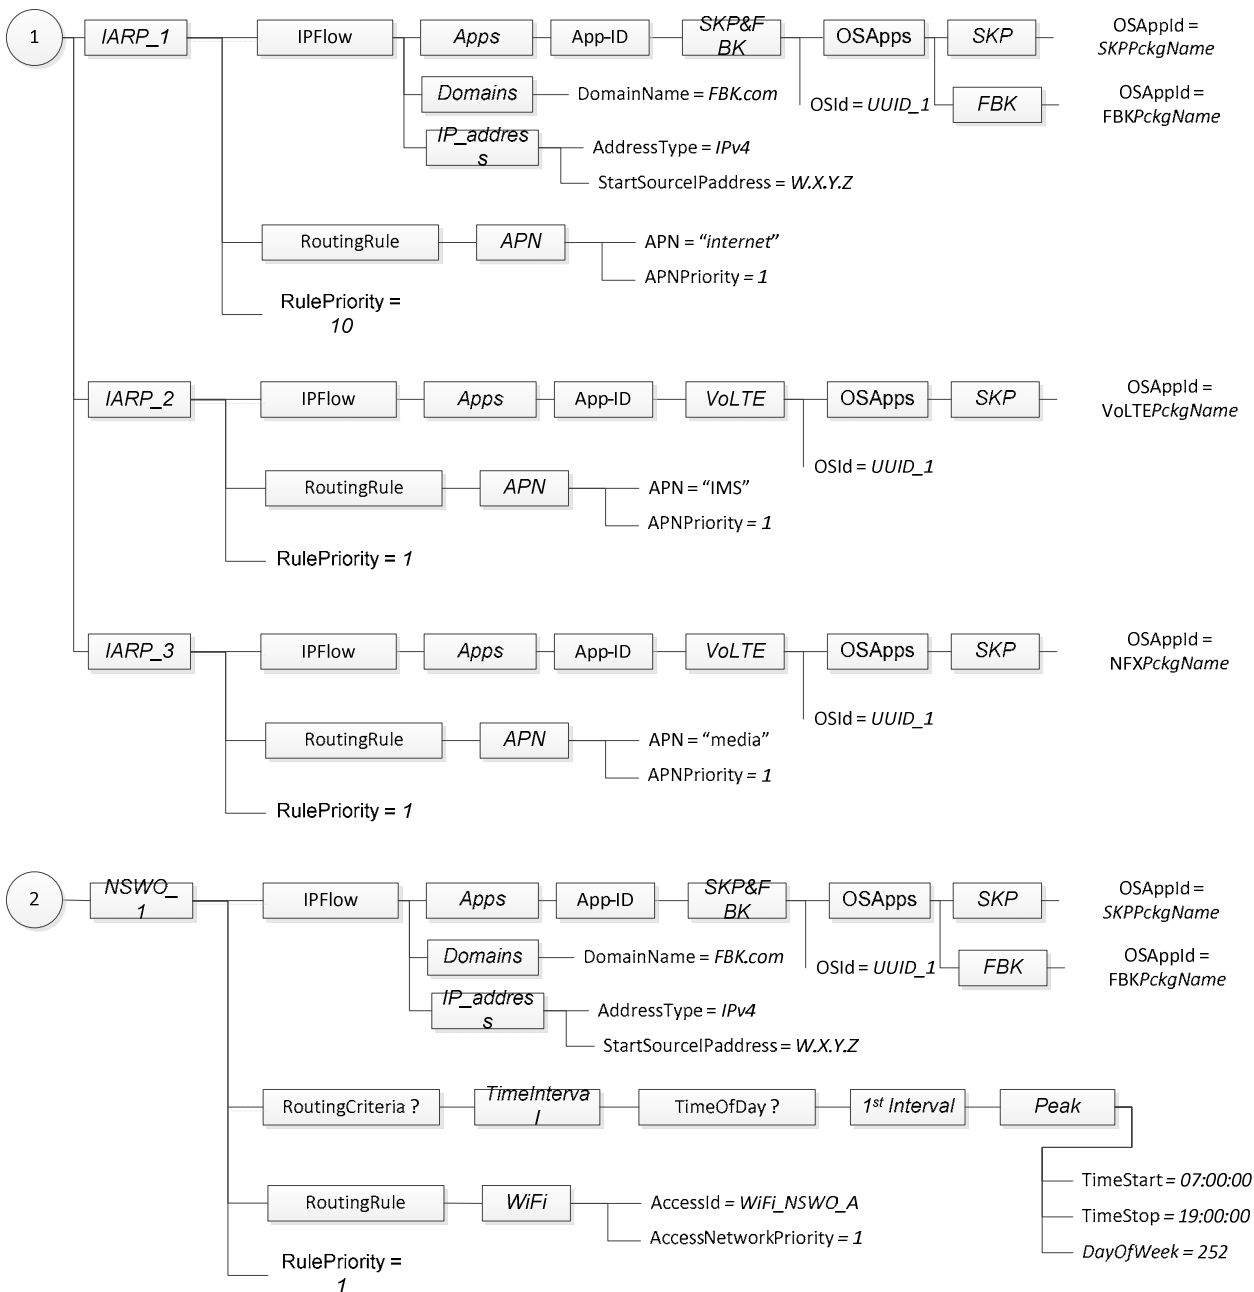 1
IARP_1
IPFlow
Apps
App-ID
SKP&F
BK
OSApps
SKP
OSAppId =
SKPPckgName
Domains
DomainName = FBK.com
OSId = UUID_1
FBK
OSAppId =
FBKPckgName
IP_addres
s
AddressType = IPv4
StartSourceIPaddress = W.X.Y.Z
RoutingRule
APN
APN = “internet”
APNPriority = 1
RulePriority =
10
IARP_2
IPFlow
Apps
App-ID
VoLTE
OSApps
SKP
OSAppId =
VoLTEPckgName
OSId = UUID_1
RoutingRule
APN
APN = “IMS”
APNPriority = 1
RulePriority = 1
IARP_3
IPFlow
Apps
App-ID
VoLTE
OSApps
SKP
OSAppId =
NFXPckgName
OSId = UUID_1
RoutingRule
APN
APN = “media”
APNPriority = 1
RulePriority = 1
2
NSWO_
1
IPFlow
Apps
App-ID
SKP&F
BK
OSApps
SKP
OSAppId =
SKPPckgName
Domains
DomainName = FBK.com
OSId = UUID_1
FBK
OSAppId =
FBKPckgName
IP_addres
s
AddressType = IPv4
StartSourceIPaddress = W.X.Y.Z
RoutingCriteria ?
TimeInterva
l
TimeOfDay ?
1st Interval
Peak
TimeStart = 07:00:00
TimeStop = 19:00:00
DayOfWeek = 252
RoutingRule
WiFi
AccessId = WiFi_NSWO_A
AccessNetworkPriority = 1
RulePriority =
1